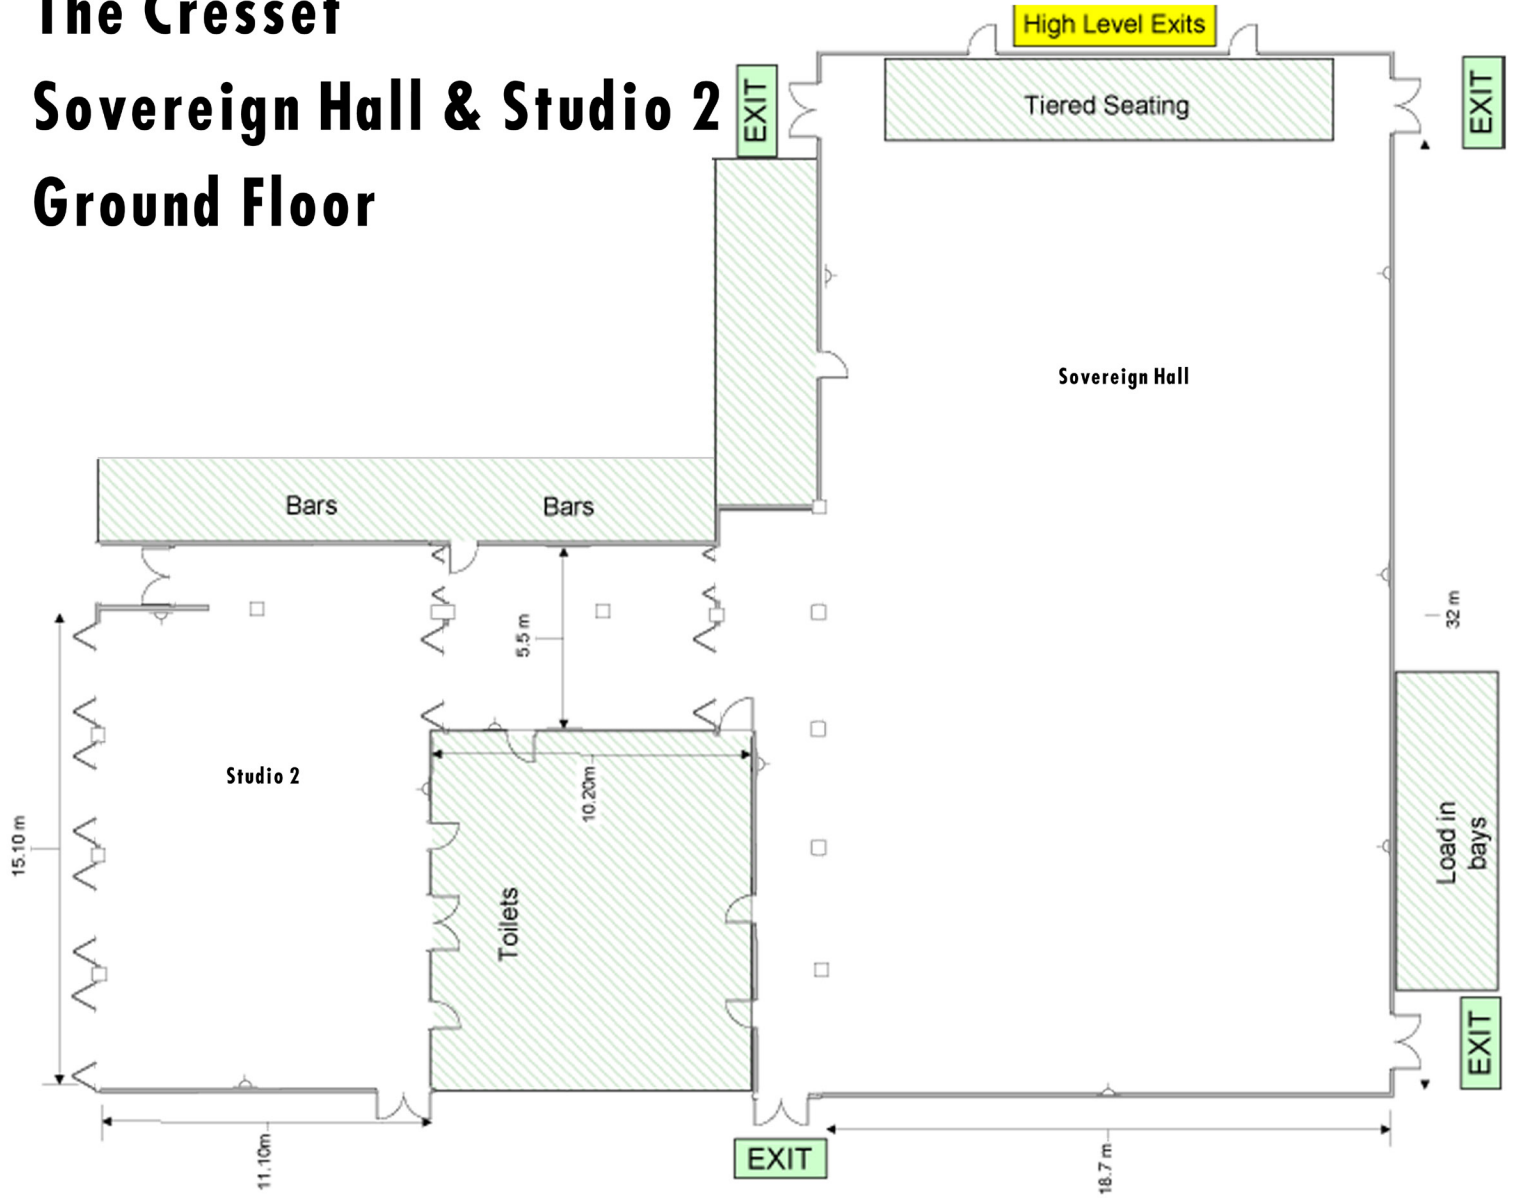 The Cresset
Sovereign Hall & Studio 2
Ground Floor
High Level Exits
EXIT
Tiered Seating
EXIT
Sovereign Hall
Bars
Bars
5.5 m
32 m
Studio 2
10.20m
15.10 m
Toilets
Load in
bays
EXIT
EXIT
11.10m
18.7 m